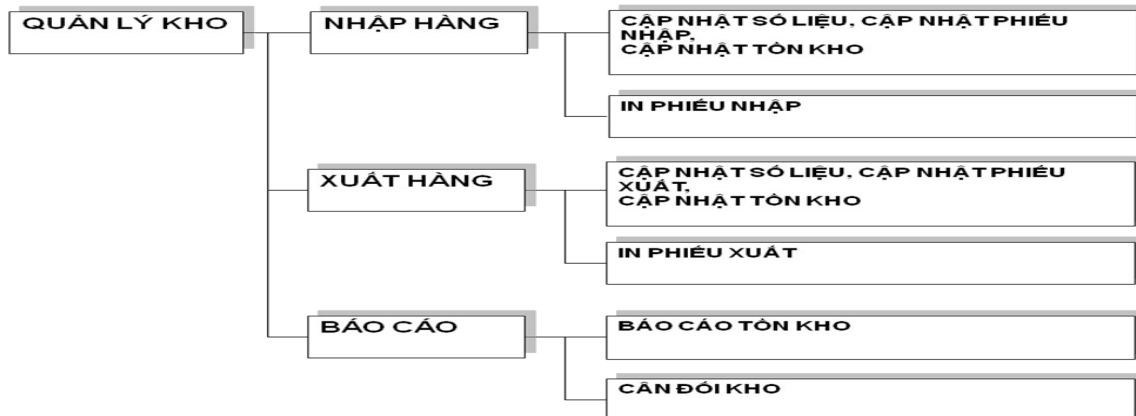 QUẢN LÝ KHO
NHẬP HÀNG
CẬP NHẬT SỐ LIỆU, CẬP NHẬT PHIẾU
NHẬP,
CẬP NHẬT TỒN KHO
IN PHIẾU NHẬP
XUẤT HÀNG
CẬP NHẬT SỐ LIỆU, CẬP NHẬT PHIẾU
XUẤT,
CẬP NHẬT TỒN KHO
IN PHIẾU XUẤT
BÁO CÁO
BÁO CÁO TỒN KHO
CÂN ĐỐI KHO